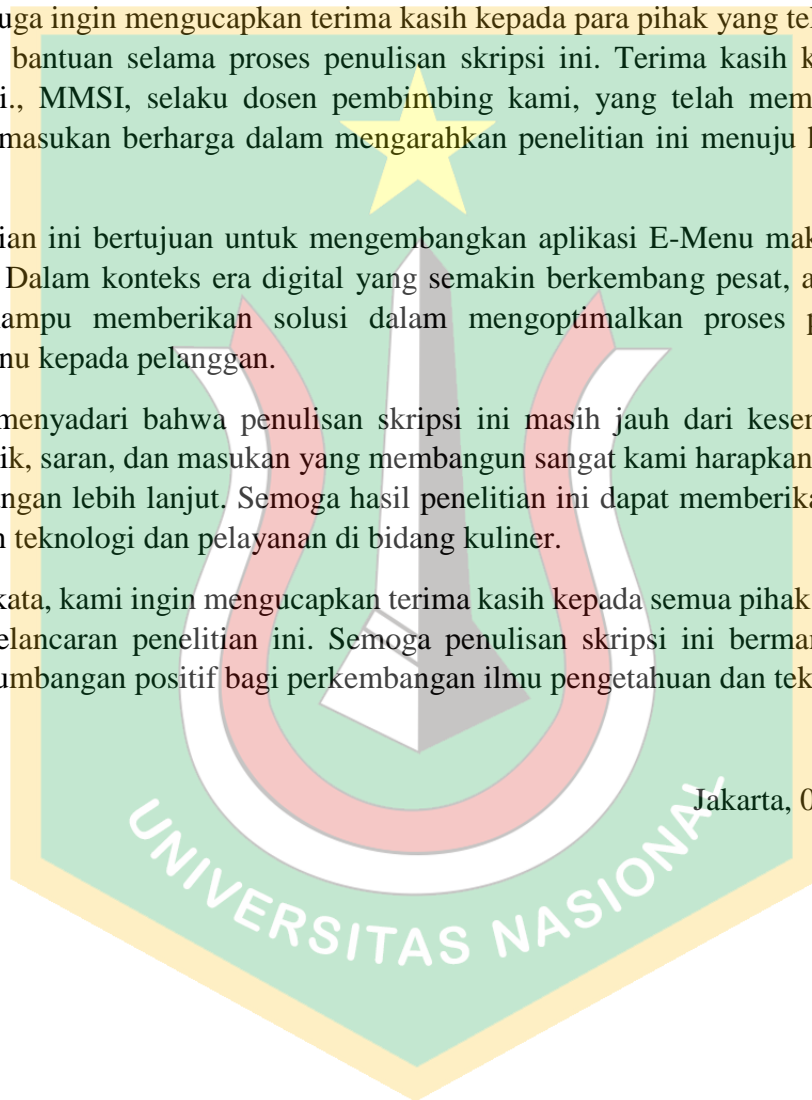 uga ingin mengucapkan terima kasih kepada para pihak yang tel
bantuan selama proses penulisan skripsi ini. Terima kasih k
i., MMSI, selaku dosen pembimbing kami, yang telah mem
masukan berharga dalam mengarahkan penelitian ini menuju h
ian ini bertujuan untuk mengembangkan aplikasi E-Menu mak
Dalam konteks era digital yang semakin berkembang pesat, a
ampu memberikan solusi dalam mengoptimalkan proses p
nu kepada pelanggan.
menyadari bahwa penulisan skripsi ini masih jauh dari keser
ik, saran, dan masukan yang membangun sangat kami harapkan
ngan lebih lanjut. Semoga hasil penelitian ini dapat memberika
n teknologi dan pelayanan di bidang kuliner.
kata, kami ingin mengucapkan terima kasih kepada semua pihak
elancaran penelitian ini. Semoga penulisan skripsi ini bermar
umbangan positif bagi perkembangan ilmu pengetahuan dan tek
Jakarta, 0
UNIVERSITAS NASIONAL